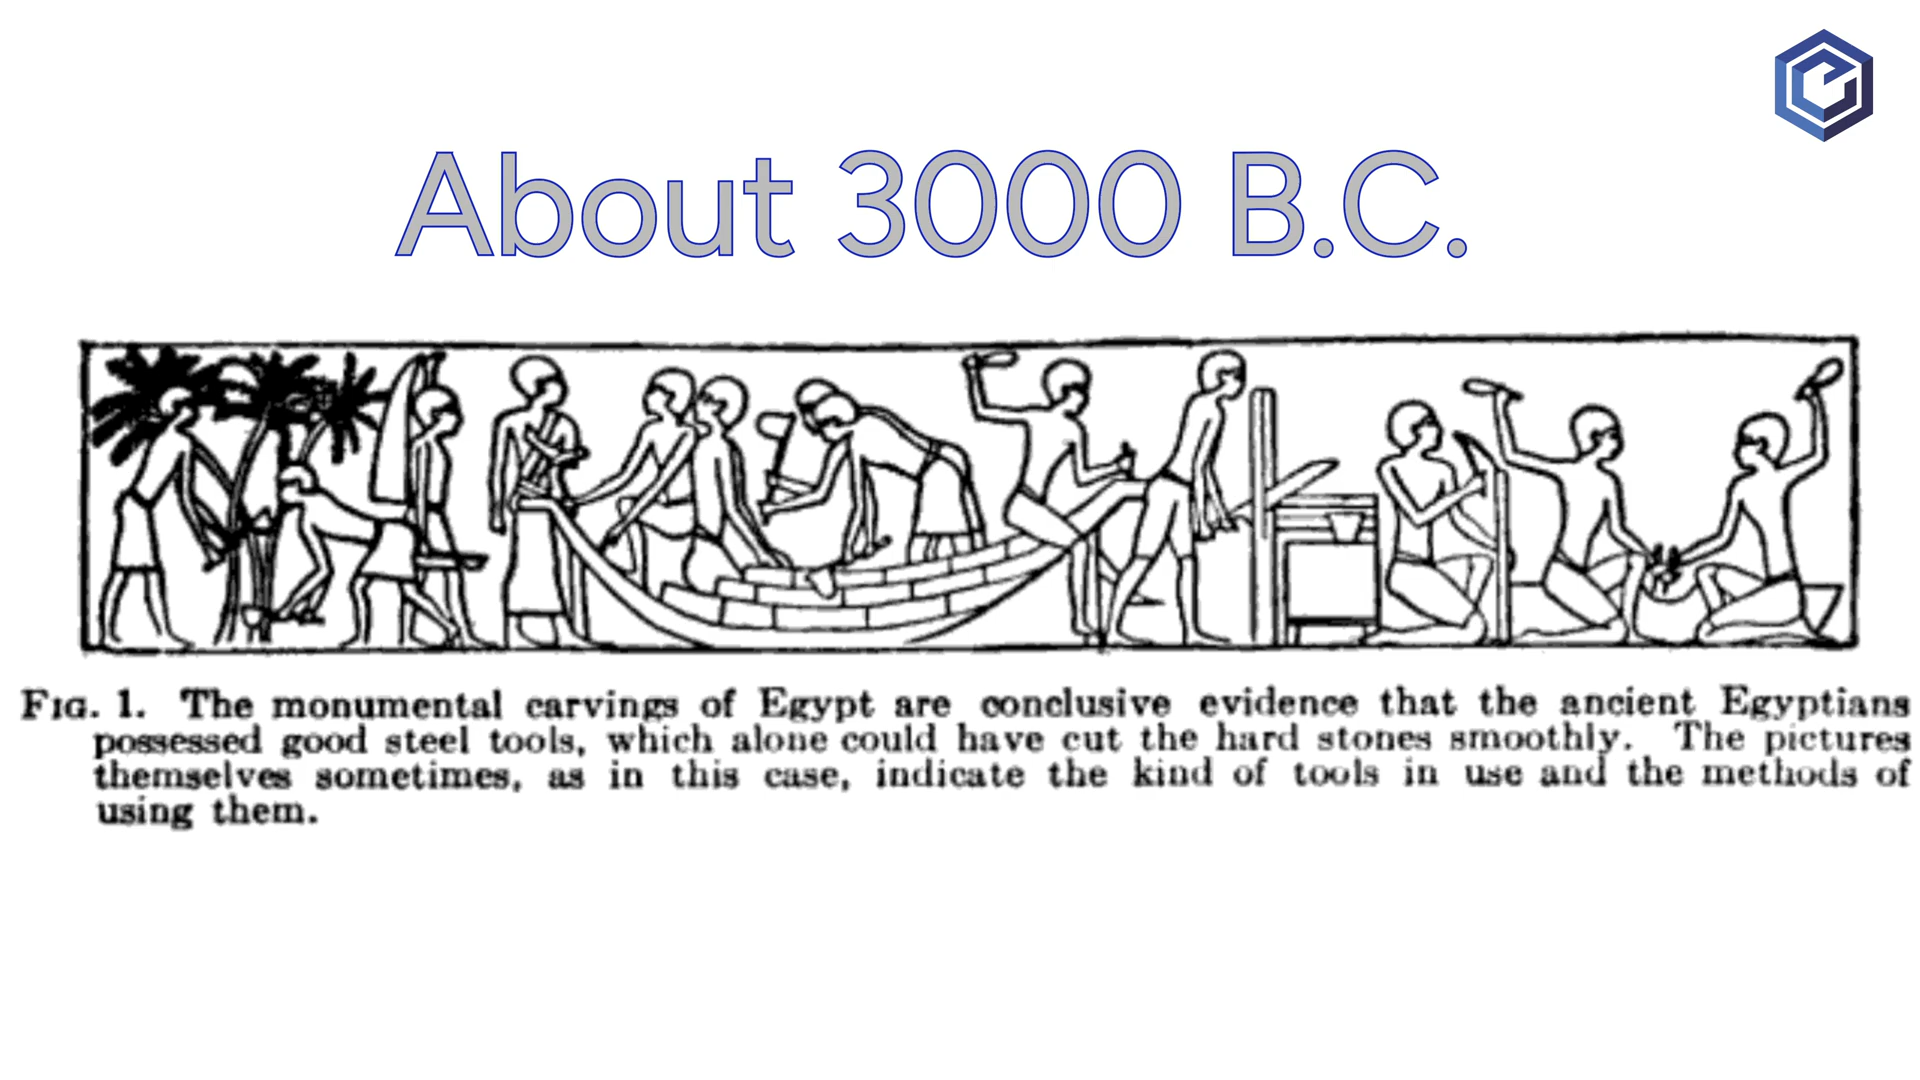 About 3000 B.C.
FIG. 1. The monumental carvings of Egypt are conclusive evidence that the ancient Egyptians
possessed good steel tools, which alone could have cut the hard stones smoothly. The pictures
themselves sometimes, as in this case, indicate the kind of tools in use and the methods of
using them.